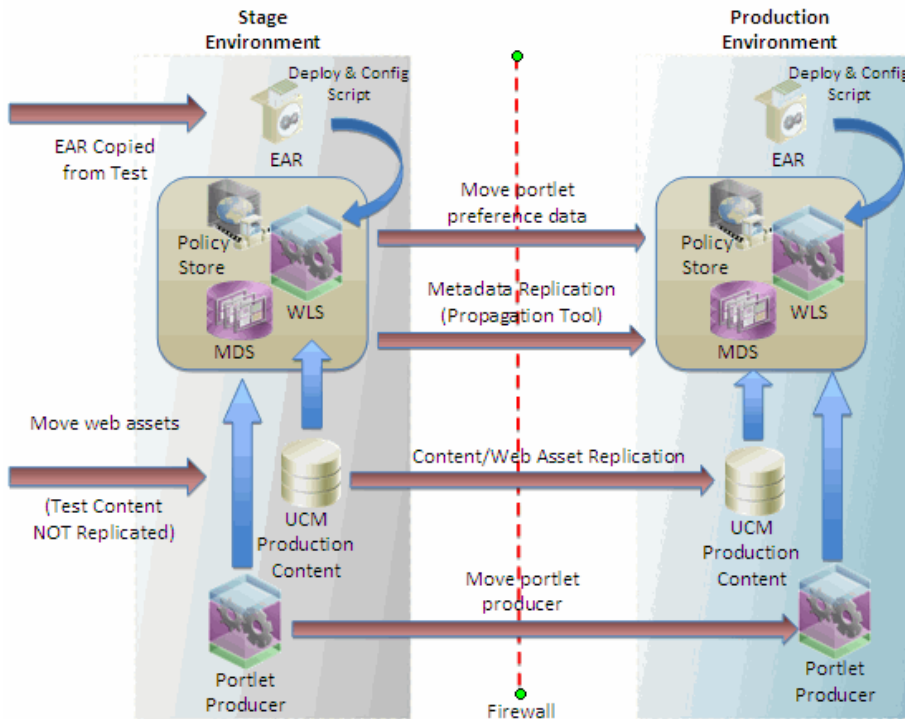 Stage
Environment
Production
Environment
Deploy & Config
Script
EAR
EAR Copied
from Test
Policy
Store
WLS
MDS
Move portlet
preference data
Metadata Replication
(Propagation Tool)
Deploy & Config
Script
EAR
Policy
Store
WLS
MDS
Move web assets
(Test Content
NOT Replicated)
UCM
Production
Content
Content/Web Asset Replication
UCM
Production
Content
Move portlet
producer
Portlet
Producer
Portlet
Producer
Firewall